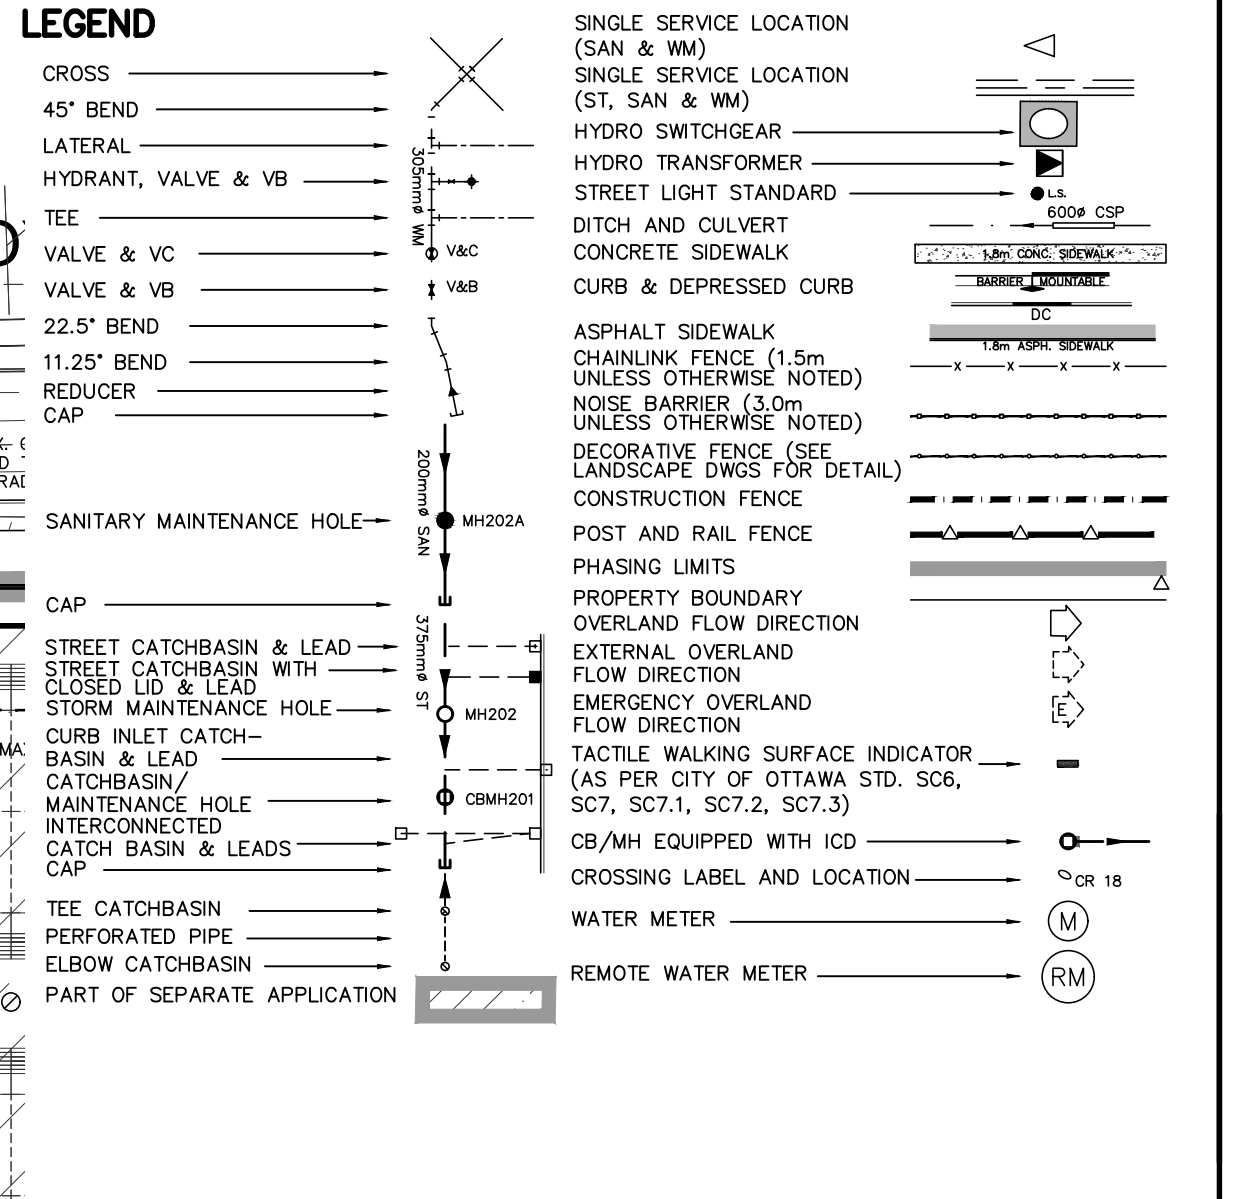 LEGEND
CROSS
45° BEND
LATERAL
HYDRANT, VALVE & VB
TEE
VALVE & VC
VALVE & VB
22.5° BEND
11.25° BEND
REDUCER
CAP
SANITARY MAINTENANCE HOLE
CAP
STREET CATCHBASIN & LEAD
STREET CATCHBASIN WITH
CLOSED LID & LEAD
STORM MAINTENANCE HOLE
CURB INLET CATCH-
BASIN & LEAD
CATCHBASIN/
MAINTENANCE HOLE
INTERCONNECTED
CATCH BASIN & LEADS
CAP
TEE CATCHBASIN
PERFORATED PIPE
ELBOW CATCHBASIN
PART OF SEPARATE APPLICATION
305mmø WM
V&C
V&B
200mmø SAN
MH202A
375mmø ST
MH202
CBMH201
SINGLE SERVICE LOCATION
(SAN & WM)
SINGLE SERVICE LOCATION
(ST, SAN & WM)
HYDRO SWITCHGEAR
HYDRO TRANSFORMER
STREET LIGHT STANDARD
L.S.
DITCH AND CULVERT
600ø CSP
CONCRETE SIDEWALK
1.8m CONC. SIDEWALK
CURB & DEPRESSED CURB
BARRIER MOUNTABLE
DC
ASPHALT SIDEWALK
1.8m ASPH. SIDEWALK
CHAINLINK FENCE (1.5m
UNLESS OTHERWISE NOTED)
X X X X
NOISE BARRIER (3.0m
UNLESS OTHERWISE NOTED)
DECORATIVE FENCE (SEE
LANDSCAPE DWGS FOR DETAIL)
CONSTRUCTION FENCE
POST AND RAIL FENCE
PHASING LIMITS
PROPERTY BOUNDARY
OVERLAND FLOW DIRECTION
EXTERNAL OVERLAND
FLOW DIRECTION
EMERGENCY OVERLAND
FLOW DIRECTION
E
TACTILE WALKING SURFACE INDICATOR
(AS PER CITY OF OTTAWA STD. SC6,
SC7, SC7.1, SC7.2, SC7.3)
CB/MH EQUIPPED WITH ICD
CROSSING LABEL AND LOCATION
CR 18
WATER METER
M
REMOTE WATER METER
RM